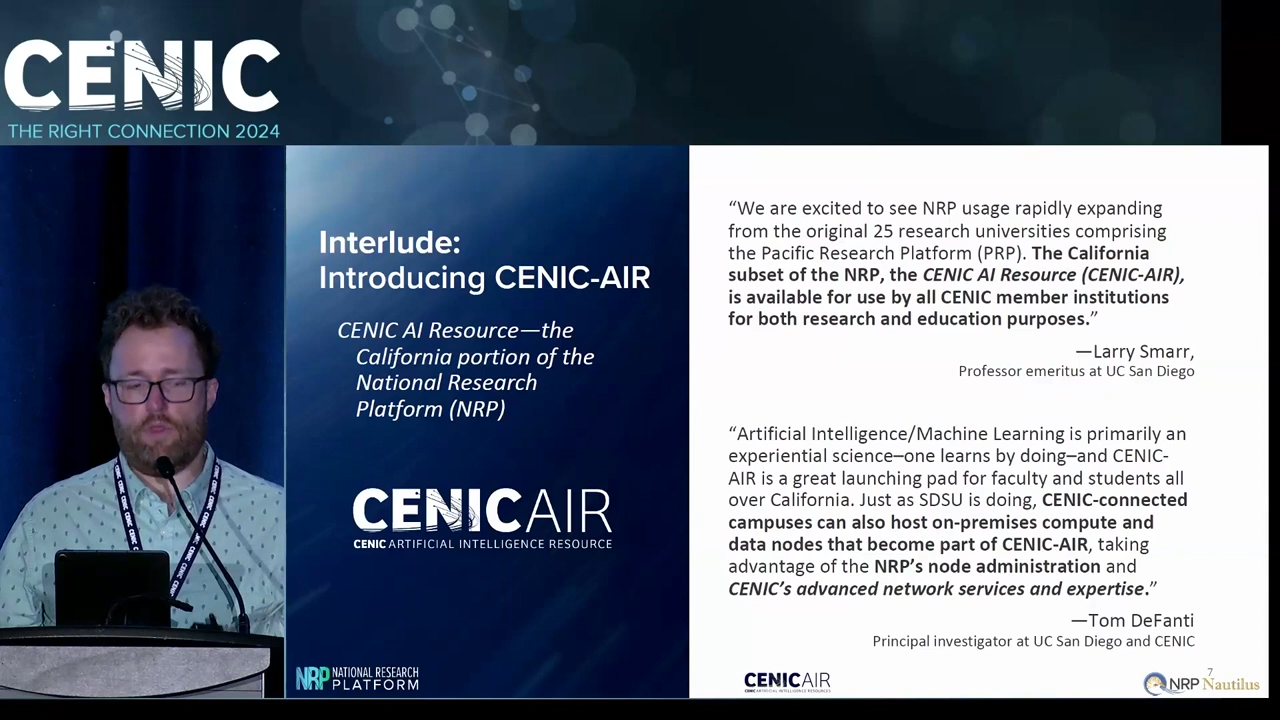 CENIC
THE RIGHT CONNECTION 2024
Interlude:
Introducing CENIC-AIR
CENIC AI Resource—the
California portion of the
National Research
Platform (NRP)
CENIC AIR
CENIC ARTIFICIAL INTELLIGENCE RESOURCE
NRP NATIONAL RESEARCH
PLATFORM
“We are excited to see NRP usage rapidly expanding
from the original 25 research universities comprising
the Pacific Research Platform (PRP). The California
subset of the NRP, the CENIC AI Resource (CENIC-AIR),
is available for use by all CENIC member institutions
for both research and education purposes.”
—Larry Smarr,
Professor emeritus at UC San Diego
“Artificial Intelligence/Machine Learning is primarily an
experiential science–one learns by doing–and CENIC-
AIR is a great launching pad for faculty and students all
over California. Just as SDSU is doing, CENIC-connected
campuses can also host on-premises compute and
data nodes that become part of CENIC-AIR, taking
advantage of the NRP’s node administration and
CENIC’s advanced network services and expertise.”
—Tom DeFanti
Principal investigator at UC San Diego and CENIC
CENIC AIR
CENIC ARTIFICIAL INTELLIGENCE RESOURCES
7
NRP Nautilus